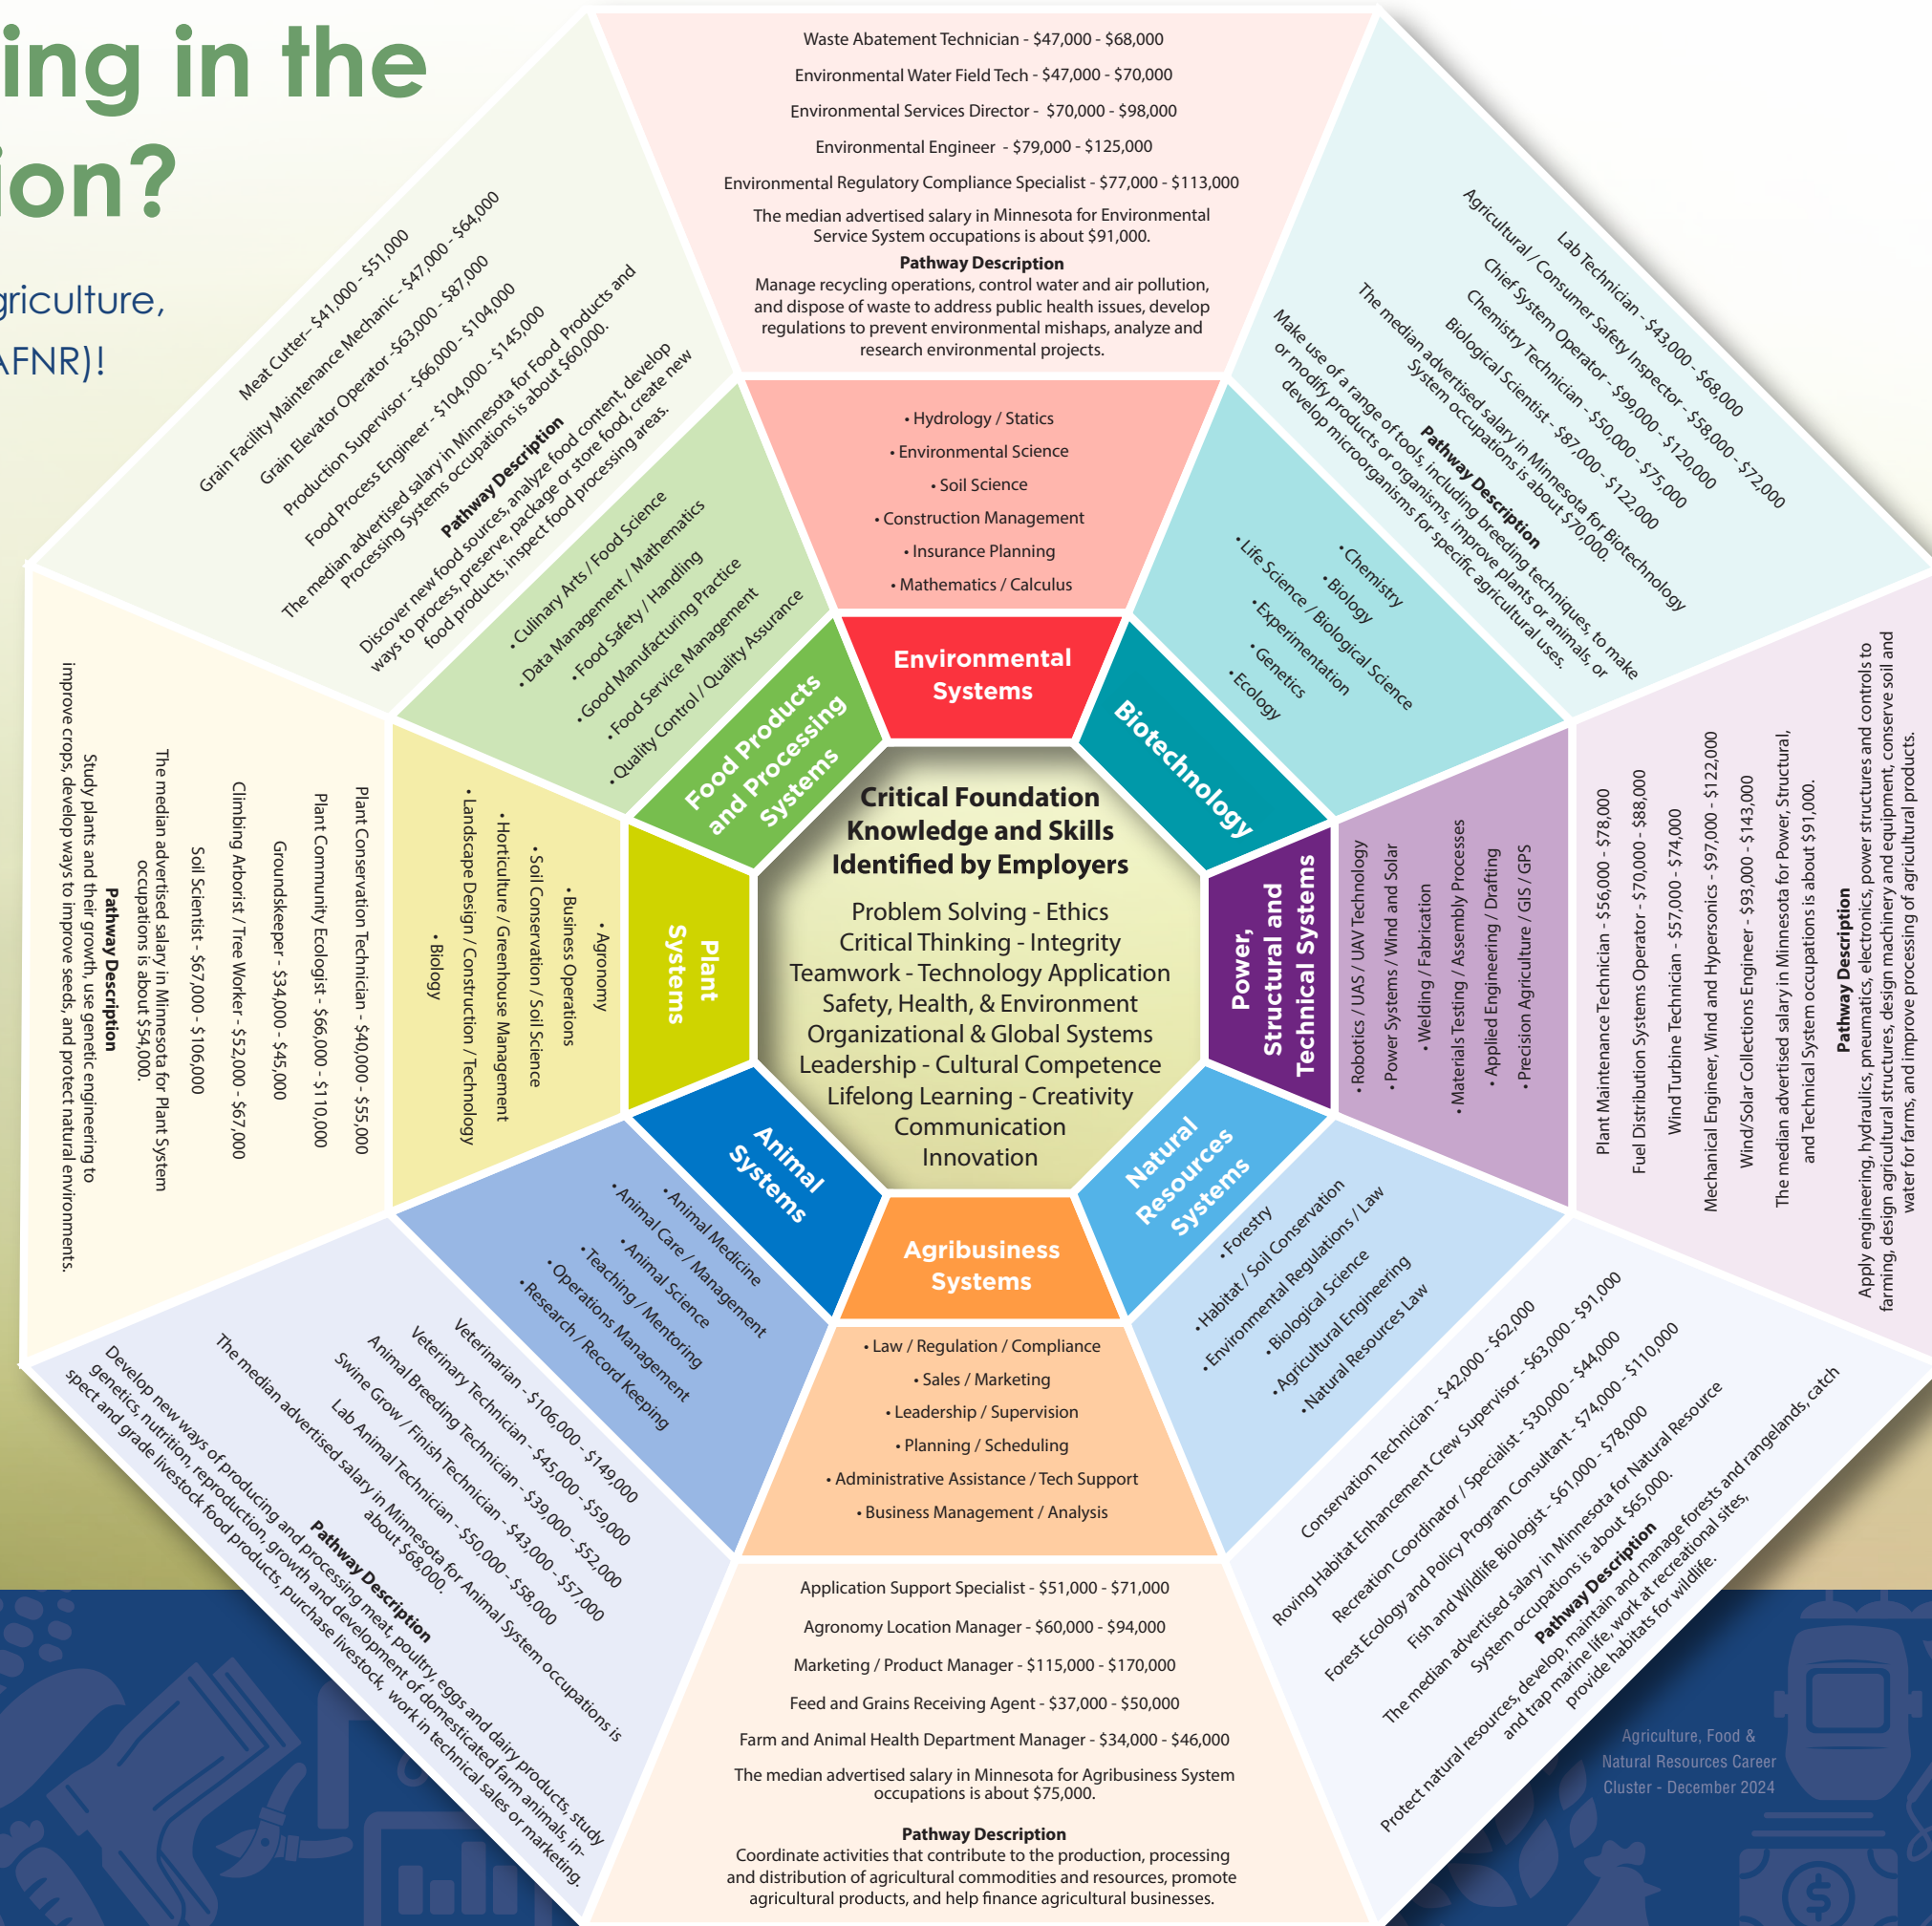 ing in the
ion?
griculture,
AFNR)!
Waste Abatement Technician - $47,000 - $68,000
Environmental Water Field Tech - $47,000 - $70,000
Environmental Services Director -  $70,000 - $98,000
Environmental Engineer  - $79,000 - $125,000
Environmental Regulatory Compliance Specialist - $77,000 - $113,000
The median advertised salary in Minnesota for Environmental
Service System occupations is about $91,000.
Pathway Description
Manage recycling operations, control water and air pollution,
and dispose of waste to address public health issues, develop
regulations to prevent environmental mishaps, analyze and
research environmental projects.
• Hydrology / Statics
• Environmental Science
• Soil Science
• Construction Management
• Insurance Planning
• Mathematics / Calculus
Environmental
Systems
Lab Technician - $43,000 - $68,000
Agricultural / Consumer Safety Inspector - $58,000 - $72,000
Chief System Operator - $99,000 - $120,000
Chemistry Technician - $50,000 - $75,000
Biological Scientist - $87,000 - $122,000
The median advertised salary in Minnesota for Biotechnology
System occupations is about $70,000.
Pathway Description
Make use of a range of tools, including breeding techniques, to make
or modify products or organisms, improve plants or animals, or
develop microorganisms for specific agricultural uses.
• Chemistry
• Biology
• Life Science / Biological Science
• Experimentation
• Genetics
• Ecology
Biotechnology
Power,
Structural and
Technical Systems
• Robotics / UAS / UAV Technology
• Power Systems / Wind and Solar
• Welding / Fabrication
• Materials Testing / Assembly Processes
• Applied Engineering / Drafting
• Precision Agriculture / GIS / GPS
Plant Maintenance Technician - $56,000 - $78,000
Fuel Distribution Systems Operator - $70,000 - $88,000
Wind Turbine Technician - $57,000 - $74,000
Mechanical Engineer, Wind and Hypersonics - $97,000 - $122,000
Wind/Solar Collections Engineer - $93,000 - $143,000
The median advertised salary in Minnesota for Power, Structural,
and Technical System occupations is about $91,000.
Pathway Description
Apply engineering, hydraulics, pneumatics, electronics, power structures and controls to
farming, design agricultural structures, design machinery and equipment, conserve soil and
water for farms, and improve processing of agricultural products.
Natural
Resources
Systems
• Forestry
• Habitat / Soil Conservation
• Environmental Regulations / Law
• Biological Science
• Agricultural Engineering
• Natural Resources Law
Conservation Technician - $42,000 - $62,000
Roving Habitat Enhancement Crew Supervisor - $63,000 - $91,000
Recreation Coordinator / Specialist - $30,000 - $44,000
Forest Ecology and Policy Program Consultant - $74,000 - $110,000
Fish and Wildlife Biologist - $61,000 - $78,000
The median advertised salary in Minnesota for Natural Resource
System occupations is about $65,000.
Pathway Description
Protect natural resources, develop, maintain and manage forests and rangelands, catch
and trap marine life, work at recreational sites,
provide habitats for wildlife.
Agribusiness
Systems
• Law / Regulation / Compliance
• Sales / Marketing
• Leadership / Supervision
• Planning / Scheduling
• Administrative Assistance / Tech Support
• Business Management / Analysis
Application Support Specialist - $51,000 - $71,000
Agronomy Location Manager - $60,000 - $94,000
Marketing / Product Manager - $115,000 - $170,000
Feed and Grains Receiving Agent - $37,000 - $50,000
Farm and Animal Health Department Manager - $34,000 - $46,000
The median advertised salary in Minnesota for Agribusiness System
occupations is about $75,000.
Pathway Description
Coordinate activities that contribute to the production, processing
and distribution of agricultural commodities and resources, promote
agricultural products, and help finance agricultural businesses.
Animal
Systems
• Animal Medicine
• Animal Care / Management
• Animal Science
• Teaching / Mentoring
• Operations Management
• Research / Record Keeping
Veterinarian - $106,000 - $149,000
Veterinary Technician - $45,000 - $59,000
Animal Breeding Technician - $39,000 - $52,000
Swine Grow / Finish Technician - $43,000 - $57,000
Lab Animal Technician - $50,000 - $58,000
The median advertised salary in Minnesota for Animal System occupations is
about $68,000.
Pathway Description
Develop new ways of producing and processing meat, poultry, eggs and dairy products, study
genetics, nutrition, reproduction, growth and development of domesticated farm animals, in-
spect and grade livestock food products, purchase livestock, work in technical sales or marketing.
Plant
Systems
• Agronomy
• Business Operations
• Soil Conservation / Soil Science
• Horticulture / Greenhouse Management
• Landscape Design / Construction / Technology
• Biology
Plant Conservation Technician - $40,000 - $55,000
Plant Community Ecologist - $66,000 - $110,000
Groundskeeper - $34,000 - $45,000
Climbing Arborist / Tree Worker - $52,000 - $67,000
Soil Scientist - $67,000 - $106,000
The median advertised salary in Minnesota for Plant System
occupations is about $54,000.
Pathway Description
Study plants and their growth, use genetic engineering to
improve crops, develop ways to improve seeds, and protect natural environments.
Meat Cutter– $41,000 - $51,000
Grain Facility Maintenance Mechanic - $47,000 - $64,000
Grain Elevator Operator -$63,000 - $87,000
Production Supervisor - $66,000 - $104,000
Food Process Engineer - $104,000 - $145,000
The median advertised salary in Minnesota for Food  Products and
Processing Systems occupations is about $60,000.
Pathway Description
Discover new food sources, analyze food content, develop
ways to process, preserve, package or store food, create new
food products, inspect food processing areas.
• Culinary Arts / Food Science
• Data Management / Mathematics
• Food Safety / Handling
• Good Manufacturing Practice
• Food Service Management
• Quality Control / Quality Assurance
Food Products
and Processing
Systems
Critical Foundation
Knowledge and Skills
Identified by Employers
Problem Solving - Ethics
Critical Thinking - Integrity
Teamwork - Technology Application
Safety, Health, & Environment
Organizational & Global Systems
Leadership - Cultural Competence
Lifelong Learning - Creativity
Communication
Innovation
Agriculture, Food &
Natural Resources Career
Cluster - December 2024
$